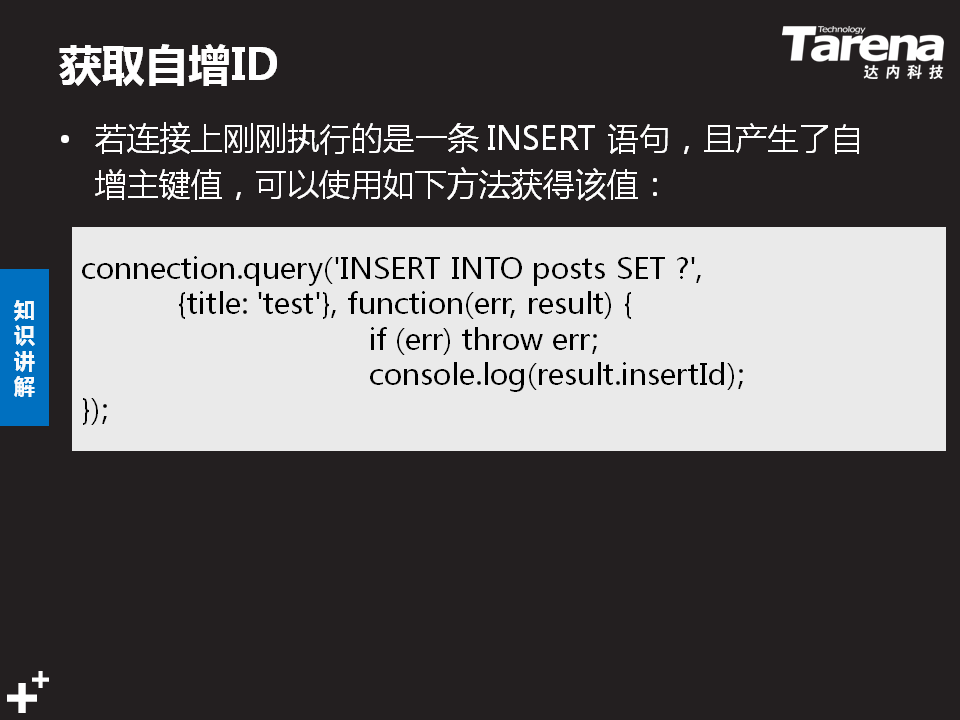 获取自增ID
Technology
Tarena
达内科技
• 若连接上刚刚执行的是一条 INSERT 语句，且产生了自
增主键值，可以使用如下方法获得该值：
connection.query('INSERT INTO posts SET ?',
{title: 'test'}, function(err, result) {
if (err) throw err;
console.log(result.insertId);
});
知
识
讲
解